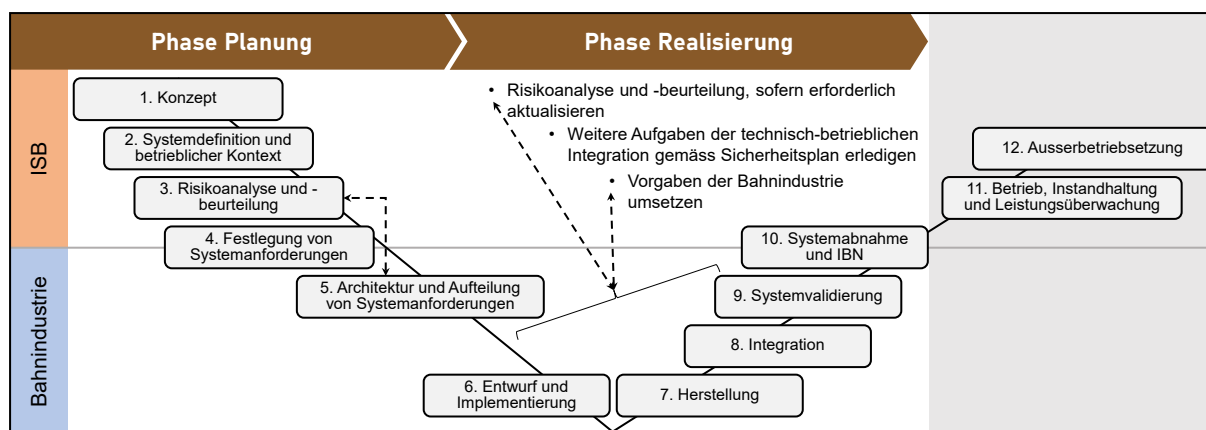 Phase Planung
Phase Realisierung
ISB
Bahnindustrie
1. Konzept
2. Systemdefinition und
betrieblicher Kontext
3. Risikoanalyse und -
beurteilung
4. Festlegung von
Systemanforderungen
5. Architektur und Aufteilung
von Systemanforderungen
6. Entwurf und
Implementierung
7. Herstellung
8. Integration
9. Systemvalidierung
10. Systemabnahme
und IBN
11. Betrieb, Instandhaltung
und Leistungsüberwachung
12. Ausserbetriebsetzung
• Risikoanalyse und -beurteilung, sofern erforderlich
aktualisieren
• Weitere Aufgaben der technisch-betrieblichen
Integration gemäss Sicherheitsplan erledigen
• Vorgaben der Bahnindustrie
umsetzen